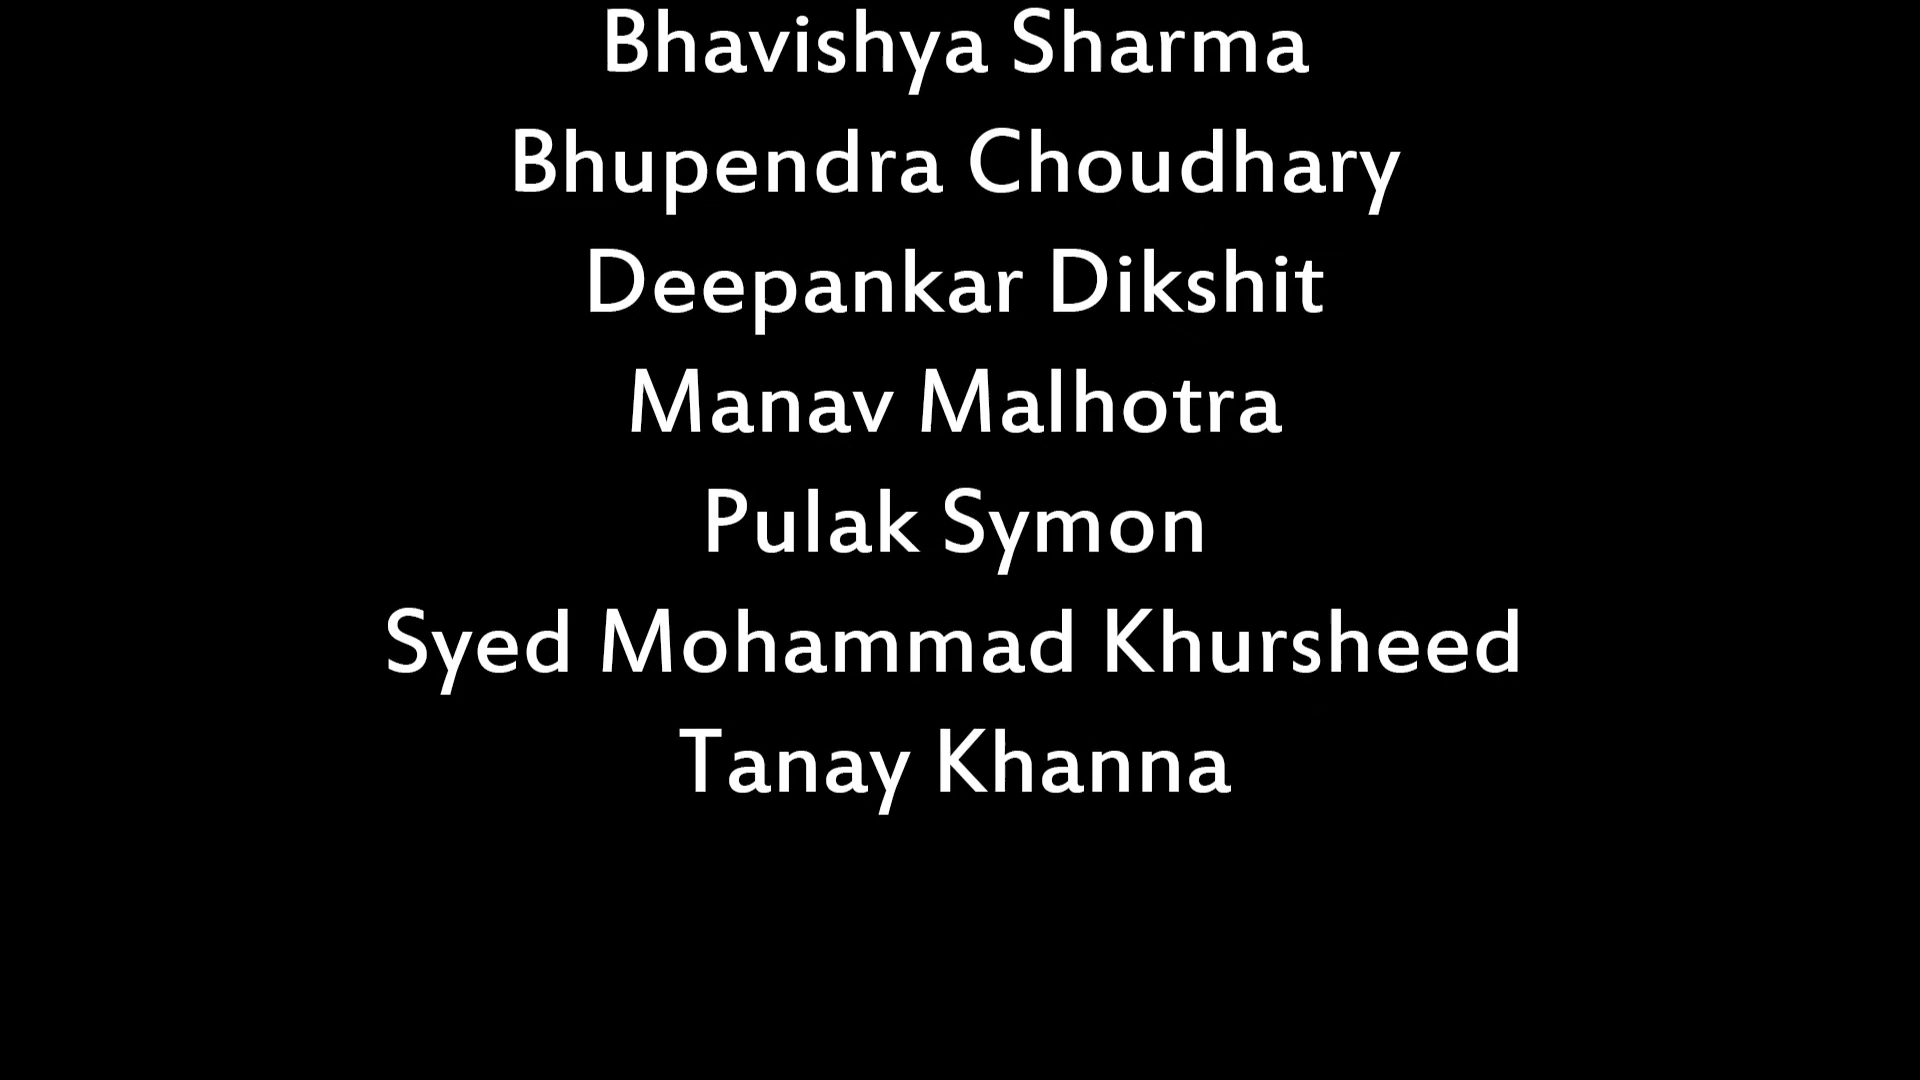 Bhavishya Sharma
Bhupendra Choudhary
Deepankar Dikshit
Manav Malhotra
Pulak Symon
Syed Mohammad Khursheed
Tanay Khanna